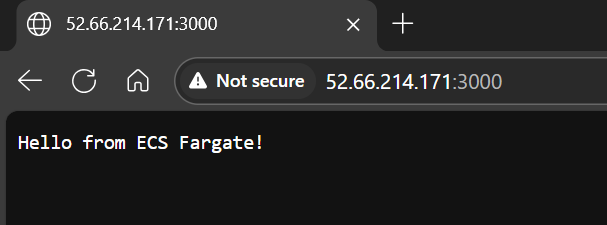 52.66.214.171:3000
Not secure 52.66.214.171:3000
Hello from ECS Fargate!